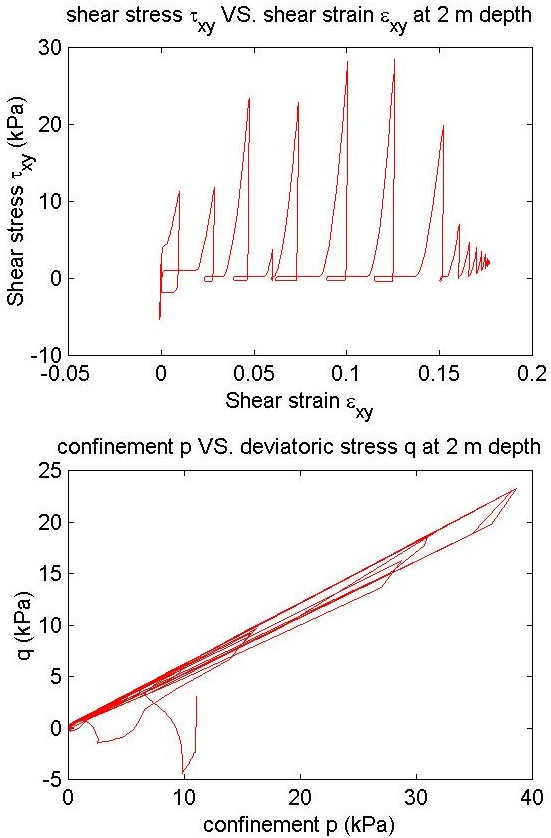 shear stress τxy VS. shear strain εxy at 2 m depth
30
20
10
0
-10
Shear stress τxy (kPa)
-0.05 0 0.05 0.1 0.15 0.2
Shear strain εxy
confinement p VS. deviatoric stress q at 2 m depth
25
20
15
10
5
0
-5
q (kPa)
0 10 20 30 40
confinement p (kPa)